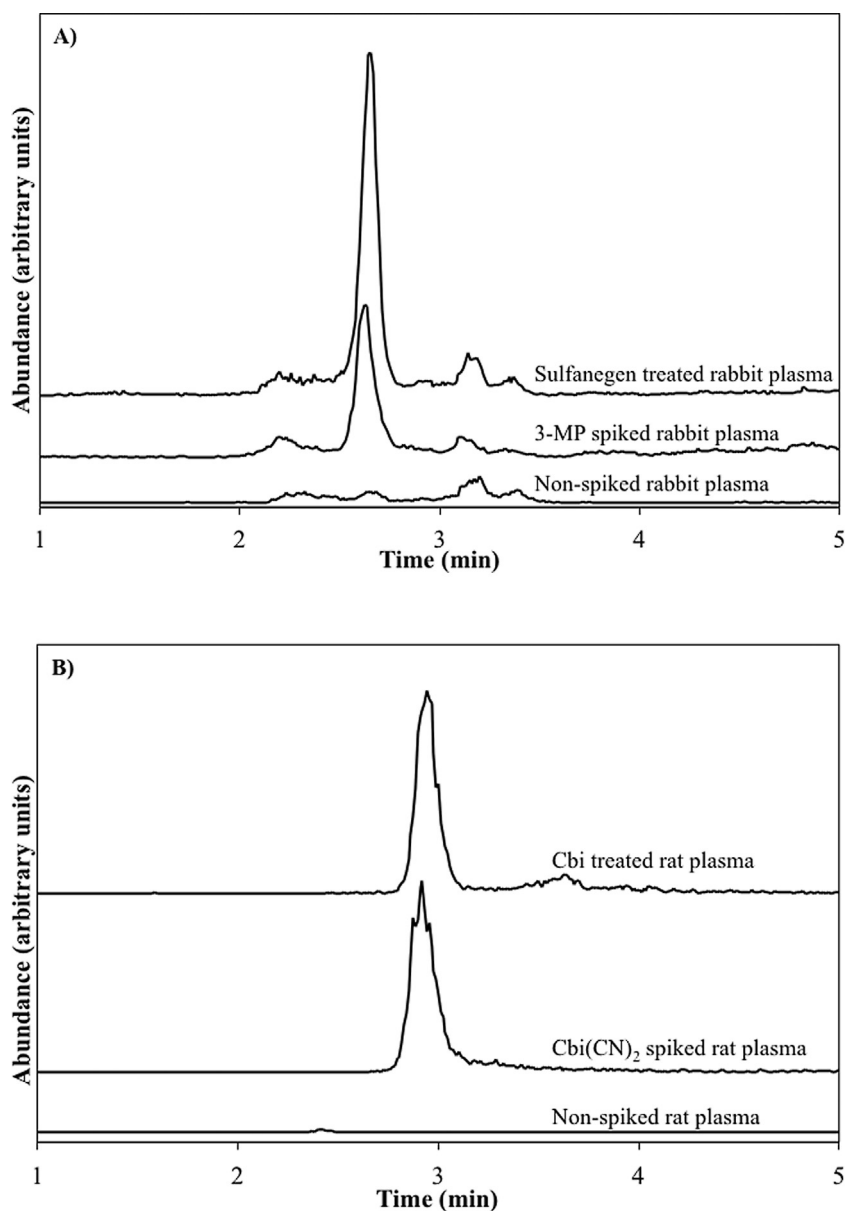 A)
Abundance (arbitrary units)
Sulfanegen treated rabbit plasma
3-MP spiked rabbit plasma
Non-spiked rabbit plasma
1 2 3 4 5
Time (min)
B)
Abundance (arbitrary units)
Cbi treated rat plasma
Cbi(CN)₂ spiked rat plasma
Non-spiked rat plasma
1 2 3 4 5
Time (min)